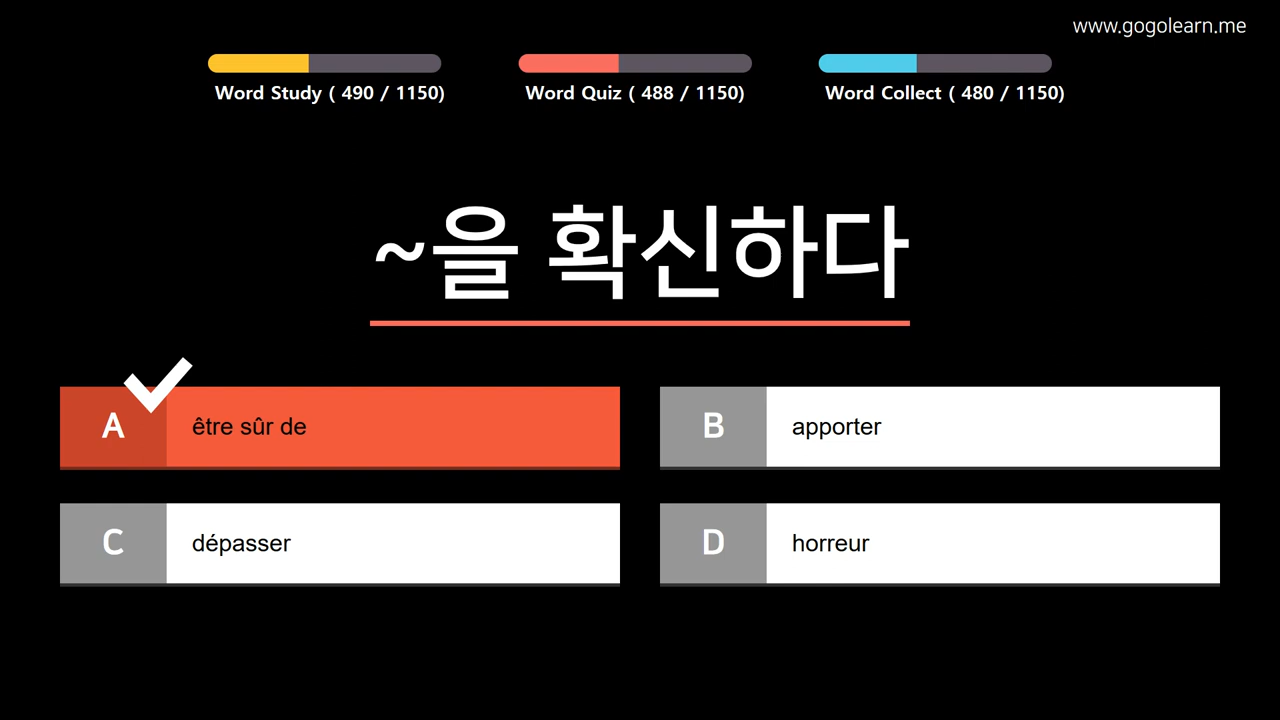 www.gogolearn.me
Word Study ( 490 / 1150)
Word Quiz ( 488 / 1150)
Word Collect ( 480 / 1150)
~을 확신하다
A
être sûr de
B
apporter
C
dépasser
D
horreur